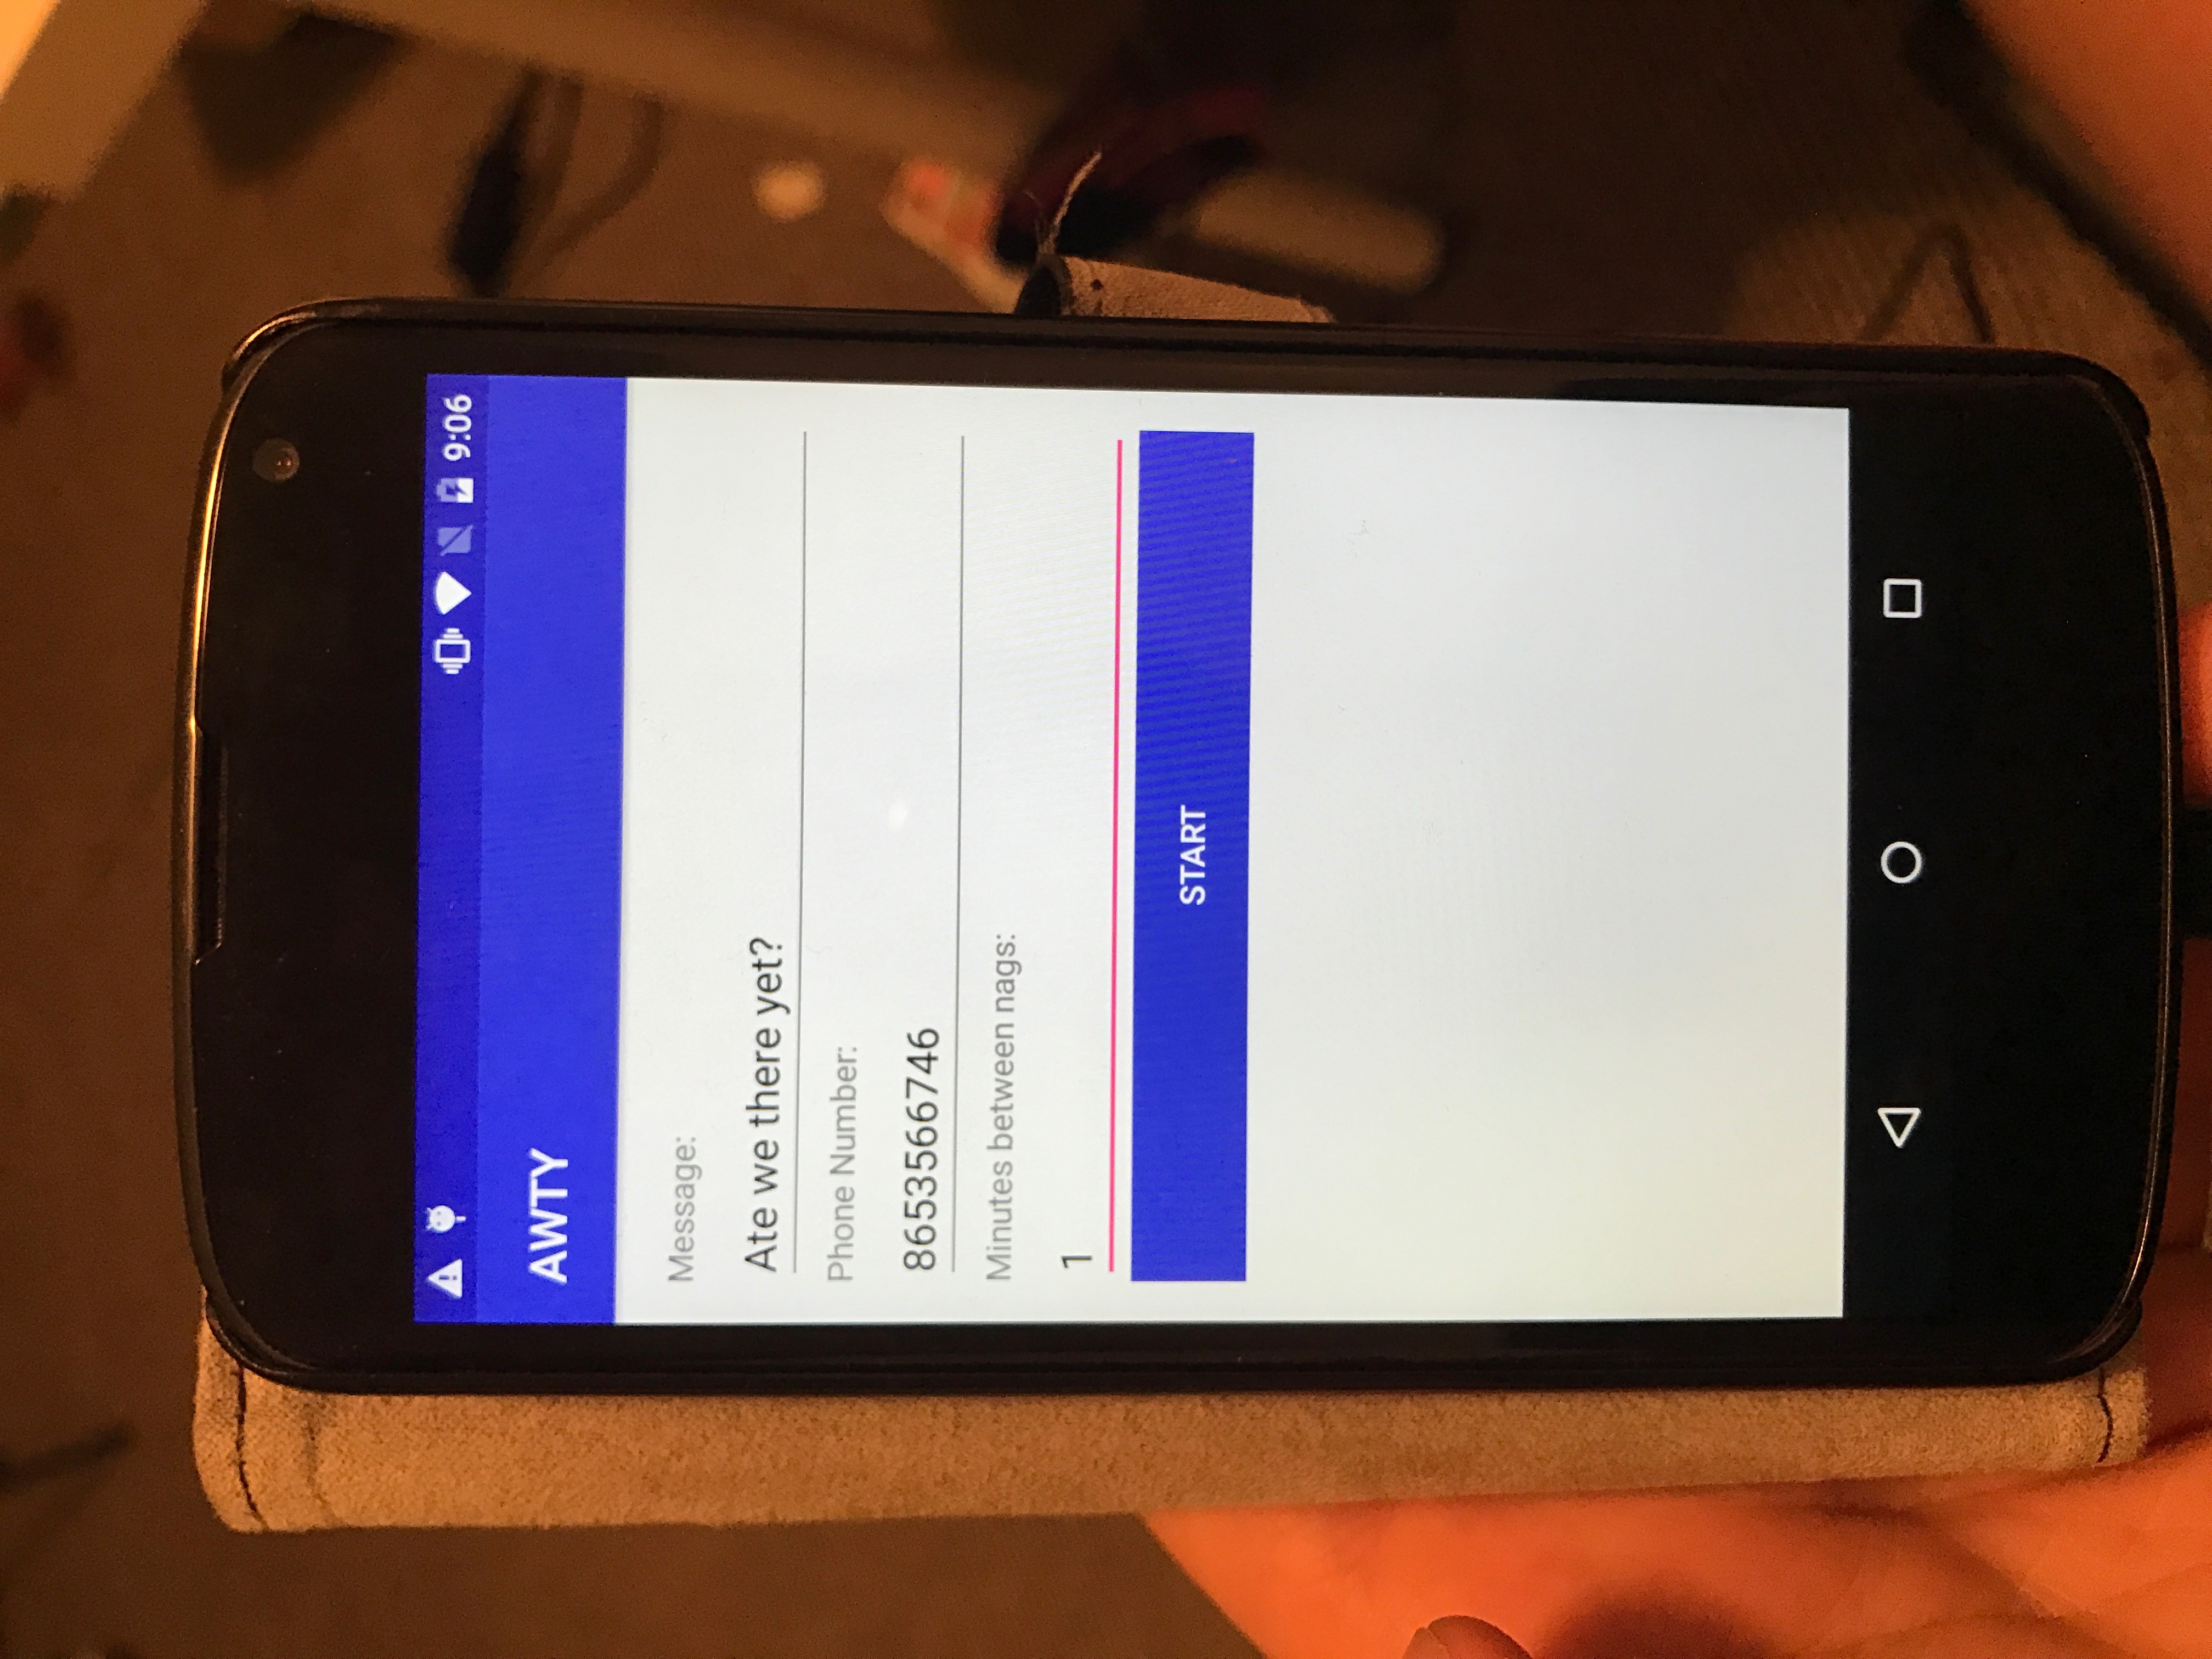 9:06
AWTY
Message:
Ate we there yet?
Phone Number:
8653566746
Minutes between nags:
1
START